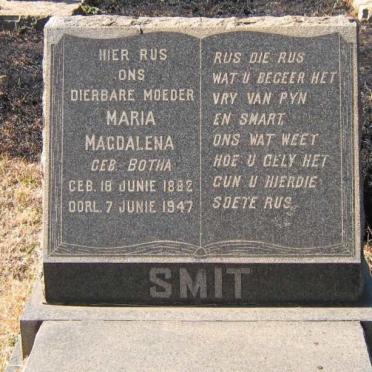 HIER RUS
ONS
DIERBARE MOEDER
MARIA
MAGDALENA
GEB. BOTHA
GEB. 18 JUNIE 1882
OORL. 7 JUNIE 1947
RUS DIE RUS
WAT U BEGEER HET
VRY VAN PYN
EN SMART.
ONS WAT WEET
HOE U GELY HET
GUN U HIERDIE
SOETE RUS.
SMIT